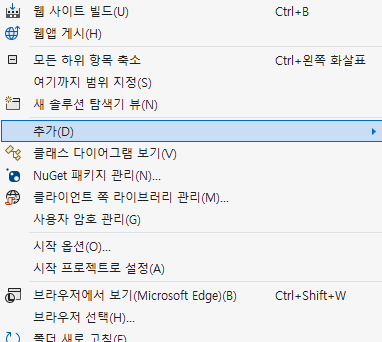 웹 사이트 빌드(U) Ctrl+B
웹앱 게시(H)
모든 하위 항목 축소 Ctrl+왼쪽 화살표
여기까지 범위 지정(S)
새 솔루션 탐색기 뷰(N)
추가(D)
클래스 다이어그램 보기(V)
NuGet 패키지 관리(N)...
클라이언트 쪽 라이브러리 관리(M)...
사용자 암호 관리(G)
시작 옵션(O)...
시작 프로젝트로 설정(A)
브라우저에서 보기(Microsoft Edge)(B) Ctrl+Shift+W
브라우저 선택(H)...
폴더 새로 고침(F)